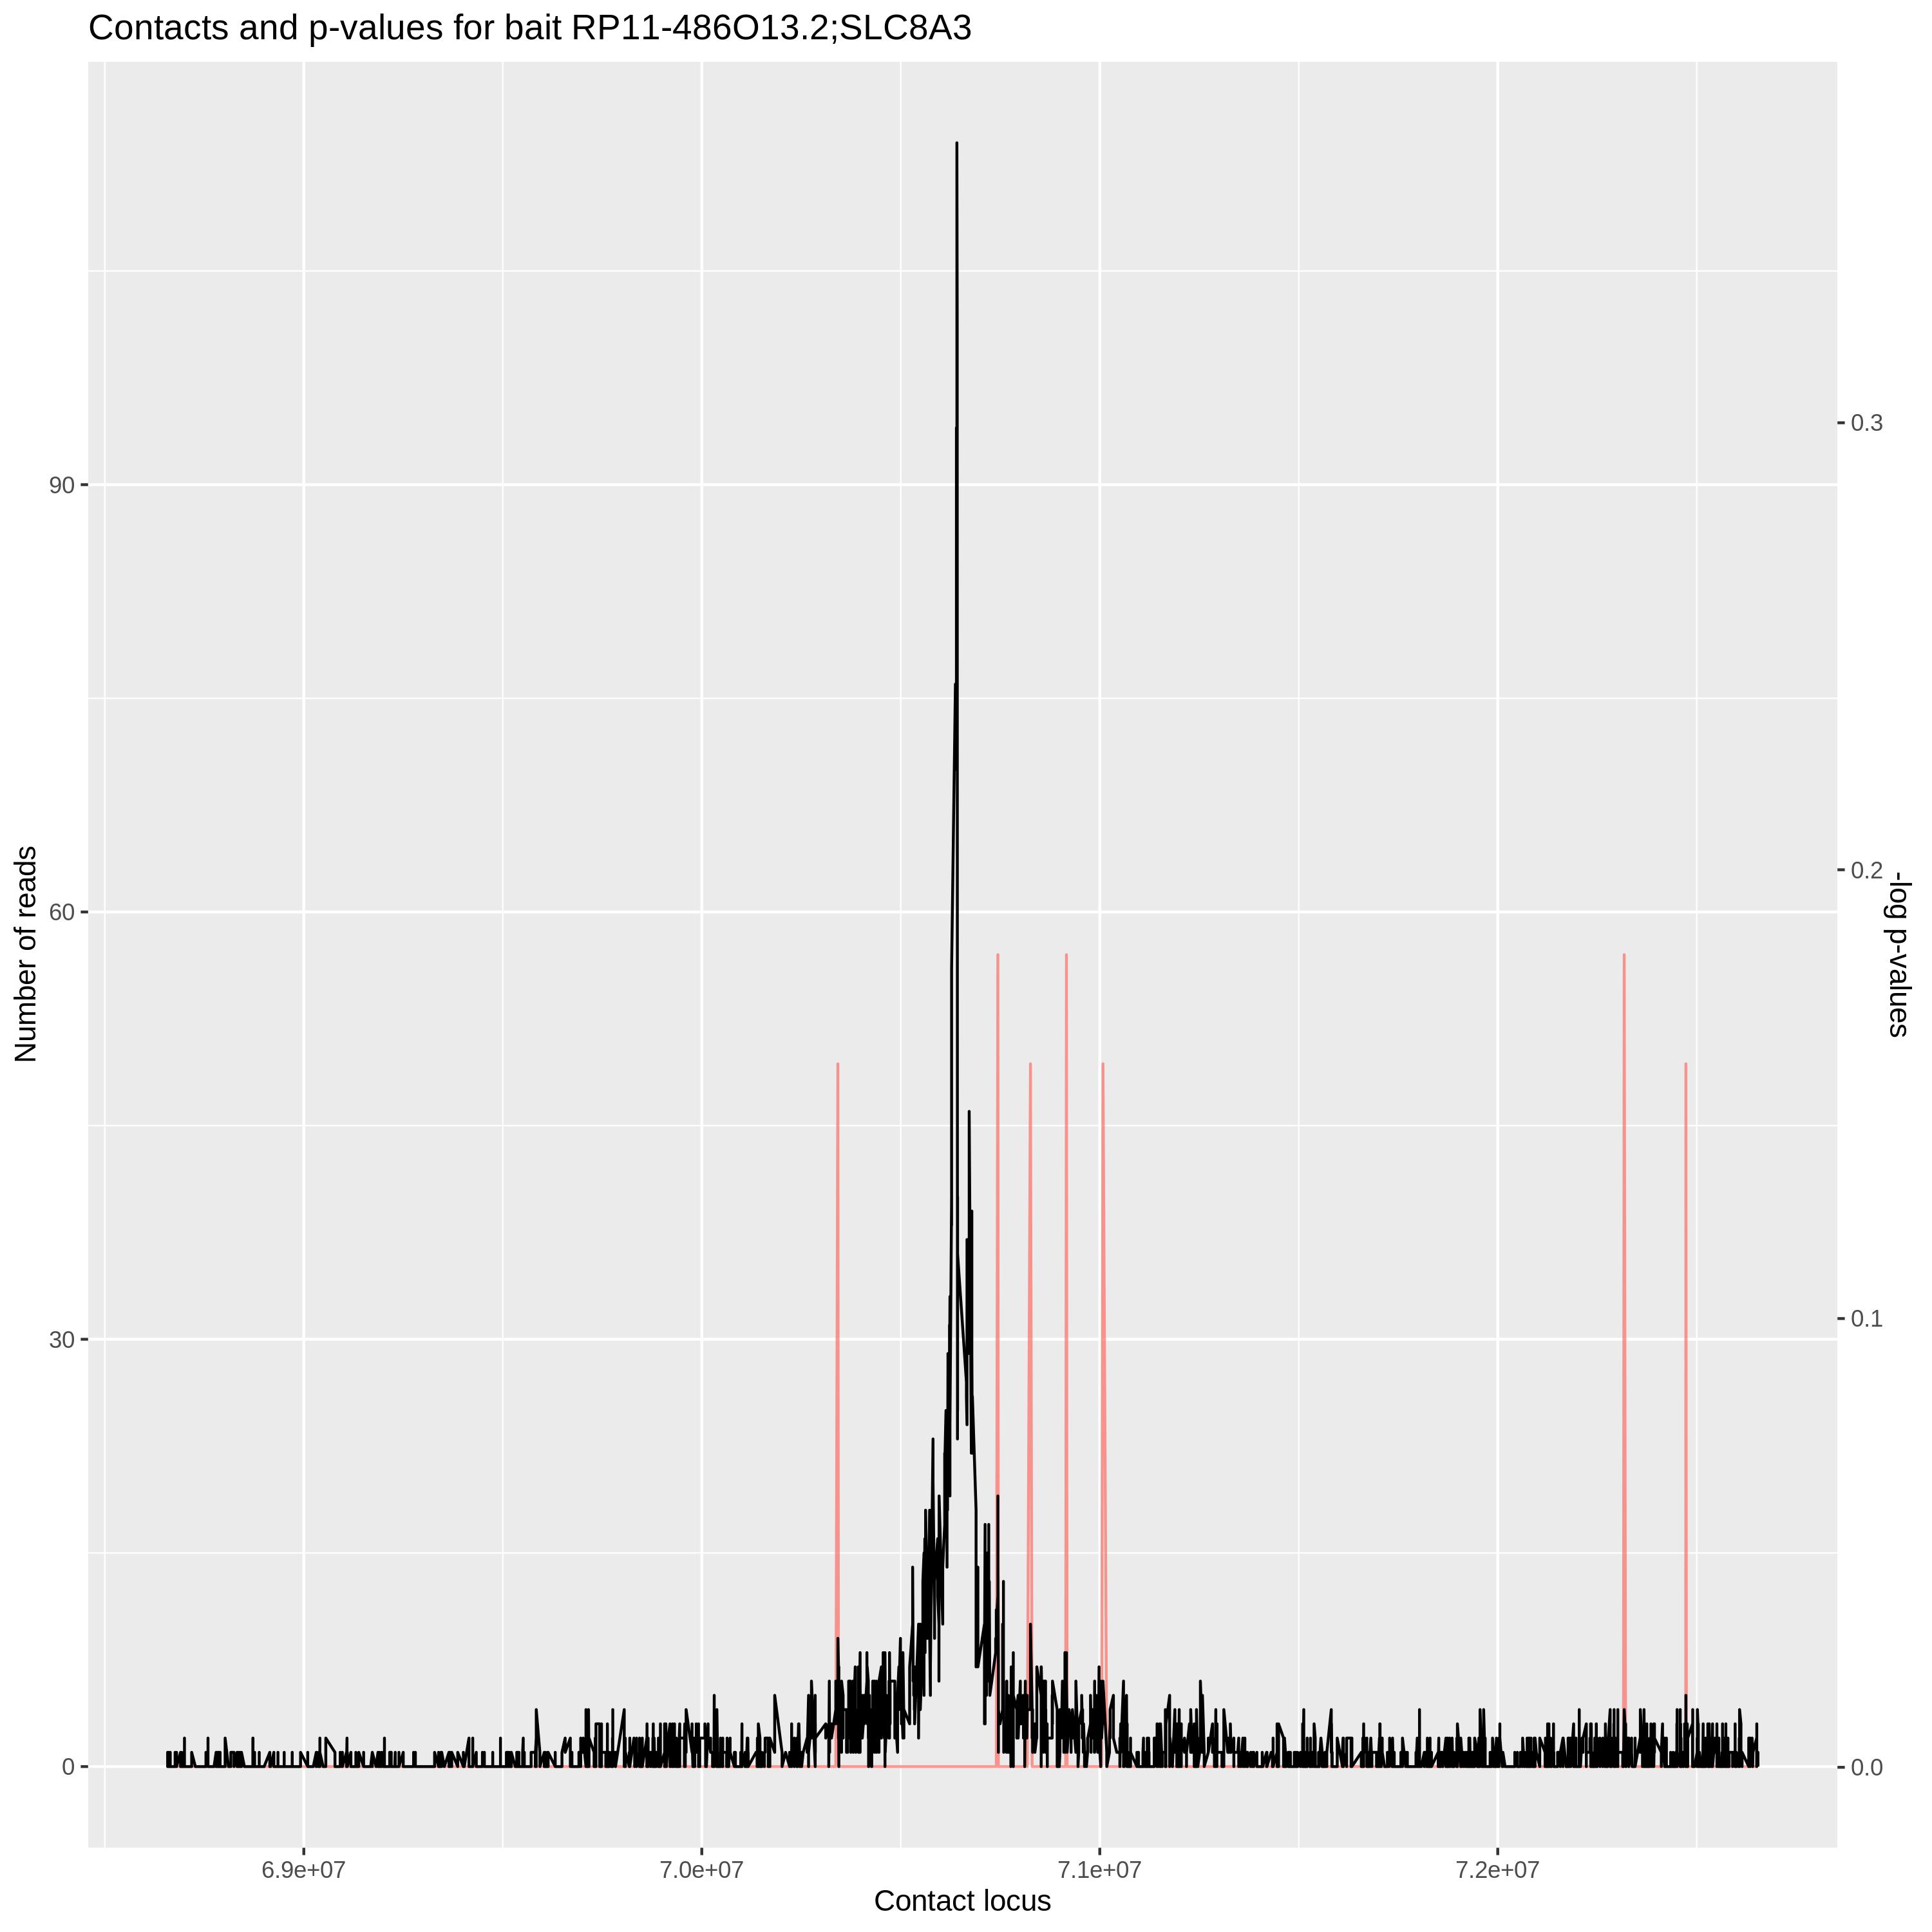 Contacts and p-values for bait RP11-486O13.2;SLC8A3
90
60
30
0
Number of reads
0.3
0.2
0.1
0.0
-log p-values
6.9e+07
7.0e+07
7.1e+07
7.2e+07
Contact locus